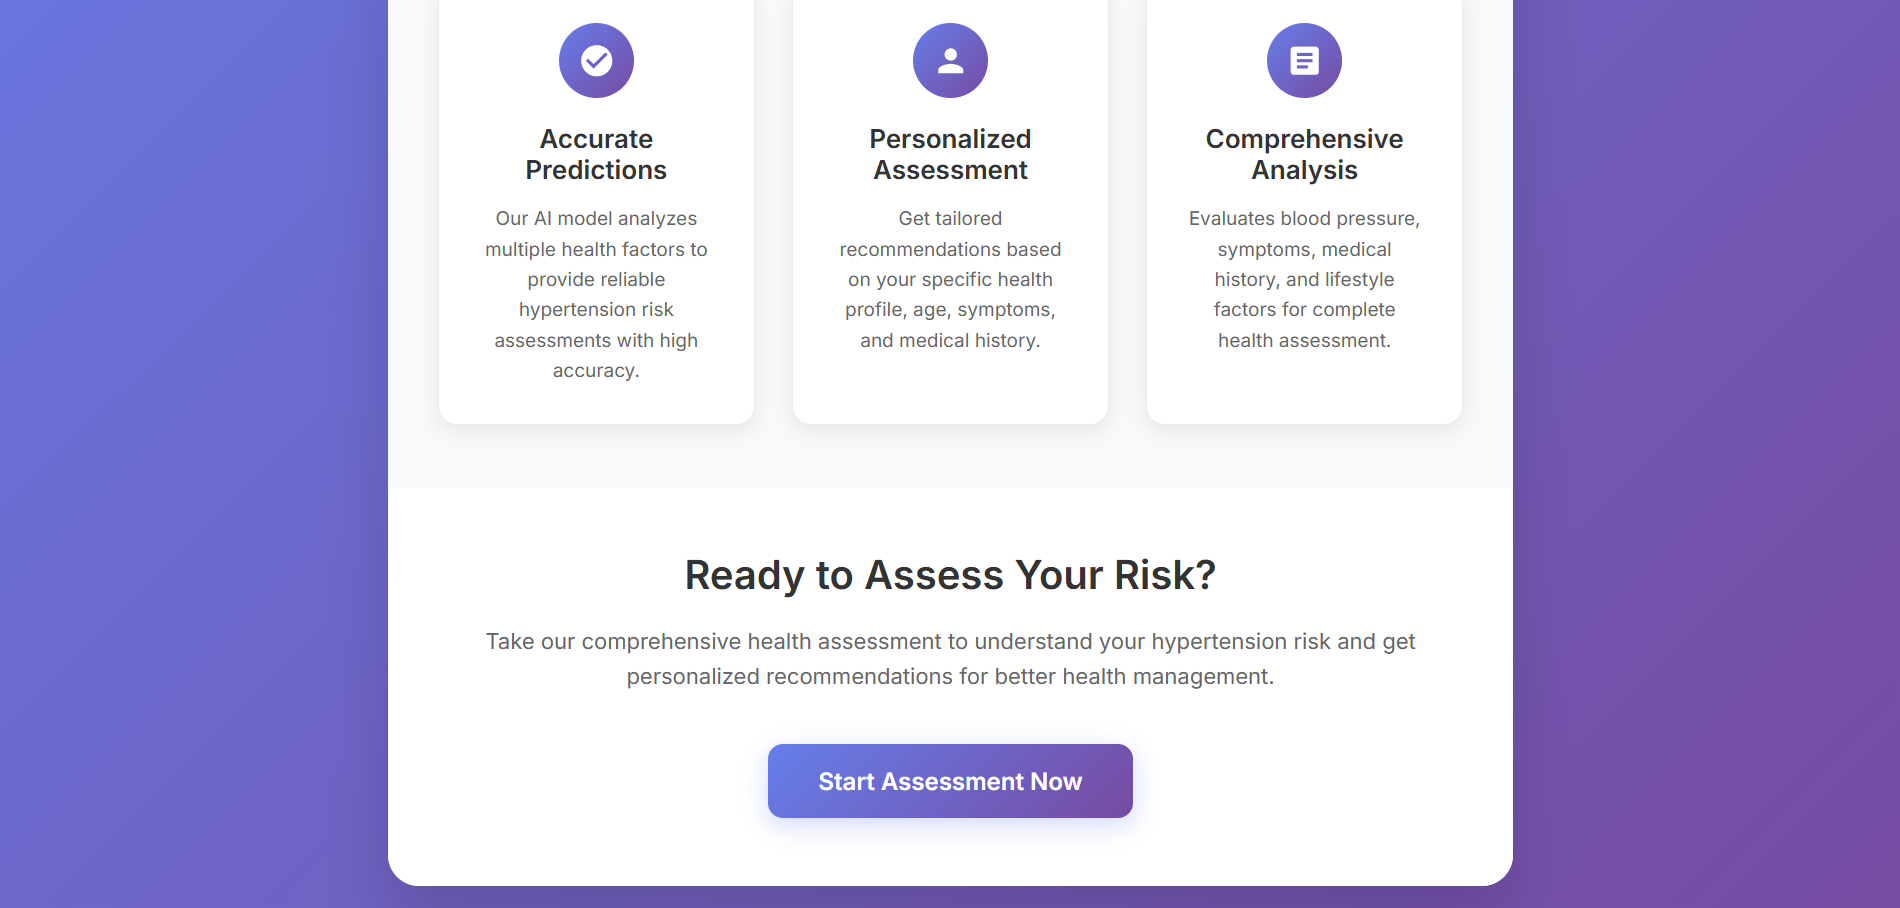 Accurate
Predictions
Our AI model analyzes
multiple health factors to
provide reliable
hypertension risk
assessments with high
accuracy.
Personalized
Assessment
Get tailored
recommendations based
on your specific health
profile, age, symptoms,
and medical history.
Comprehensive
Analysis
Evaluates blood pressure,
symptoms, medical
history, and lifestyle
factors for complete
health assessment.
Ready to Assess Your Risk?
Take our comprehensive health assessment to understand your hypertension risk and get
personalized recommendations for better health management.
Start Assessment Now